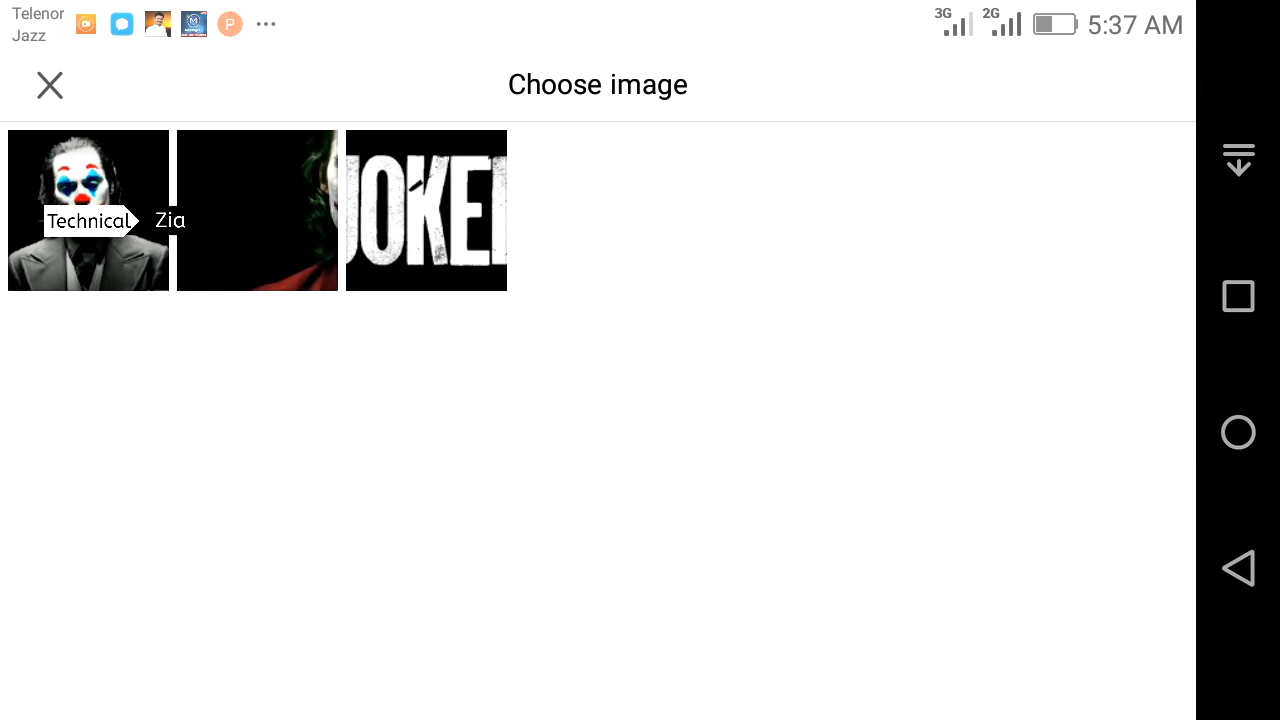 Telenor
Jazz
P
3G
2G
5:37 AM
Choose image
Technical Zia
JOKE